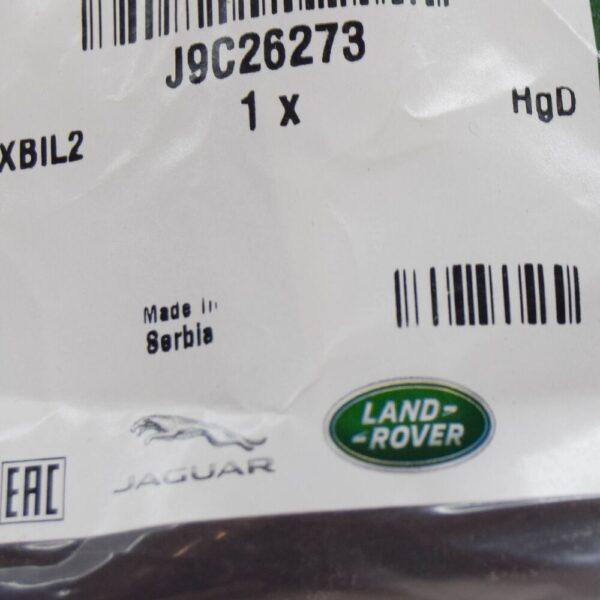 J9C26273
1 x
HgD
XBIL2
Made in
Serbia
LAND-
-ROVER
JAGUAR
EAC